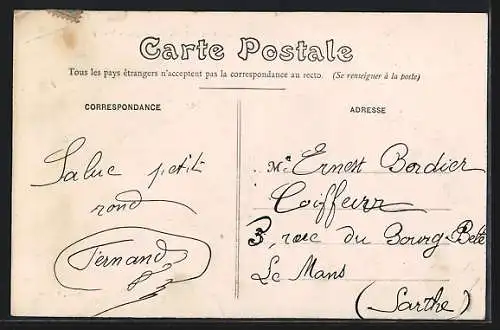 Carte Postale
Tous les pays étrangers n'acceptent pas la correspondance au recto. (Se renseigner à la poste)
CORRESPONDANCE
ADRESSE
Salue petit
rond
Fernand
Mr Ernest Bordier
Coiffeur
3, rue du Bourg-Belé
Le Mans
(Sarthe)